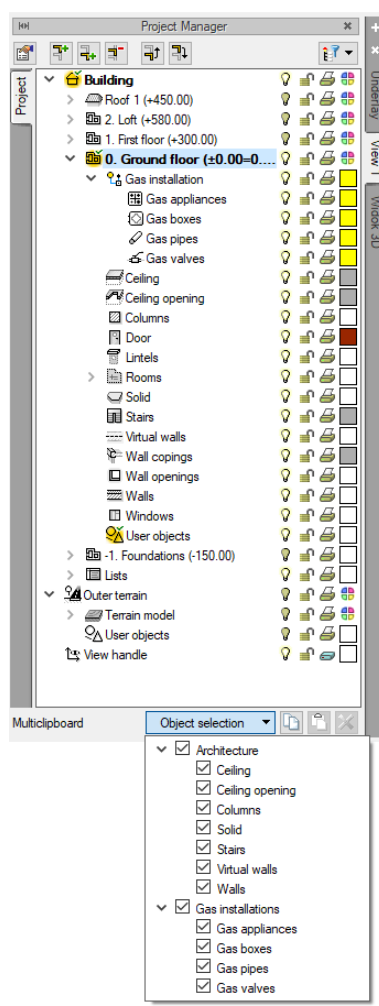 Project Manager
Project
Building
Roof 1 (+450.00)
2. Loft (+580.00)
1. First floor (+300.00)
0. Ground floor (±0.00=0....
Gas installation
Gas appliances
Gas boxes
Gas pipes
Gas valves
Ceiling
Ceiling opening
Columns
Door
Lintels
Rooms
Solid
Stairs
Virtual walls
Wall copings
Wall openings
Walls
Windows
User objects
-1. Foundations (-150.00)
Lists
Outer terrain
Terrain model
User objects
View handle
Underlay
View 1
Widok 3D
Multiclipboard
Object selection
Architecture
Ceiling
Ceiling opening
Columns
Solid
Stairs
Virtual walls
Walls
Gas installations
Gas appliances
Gas boxes
Gas pipes
Gas valves